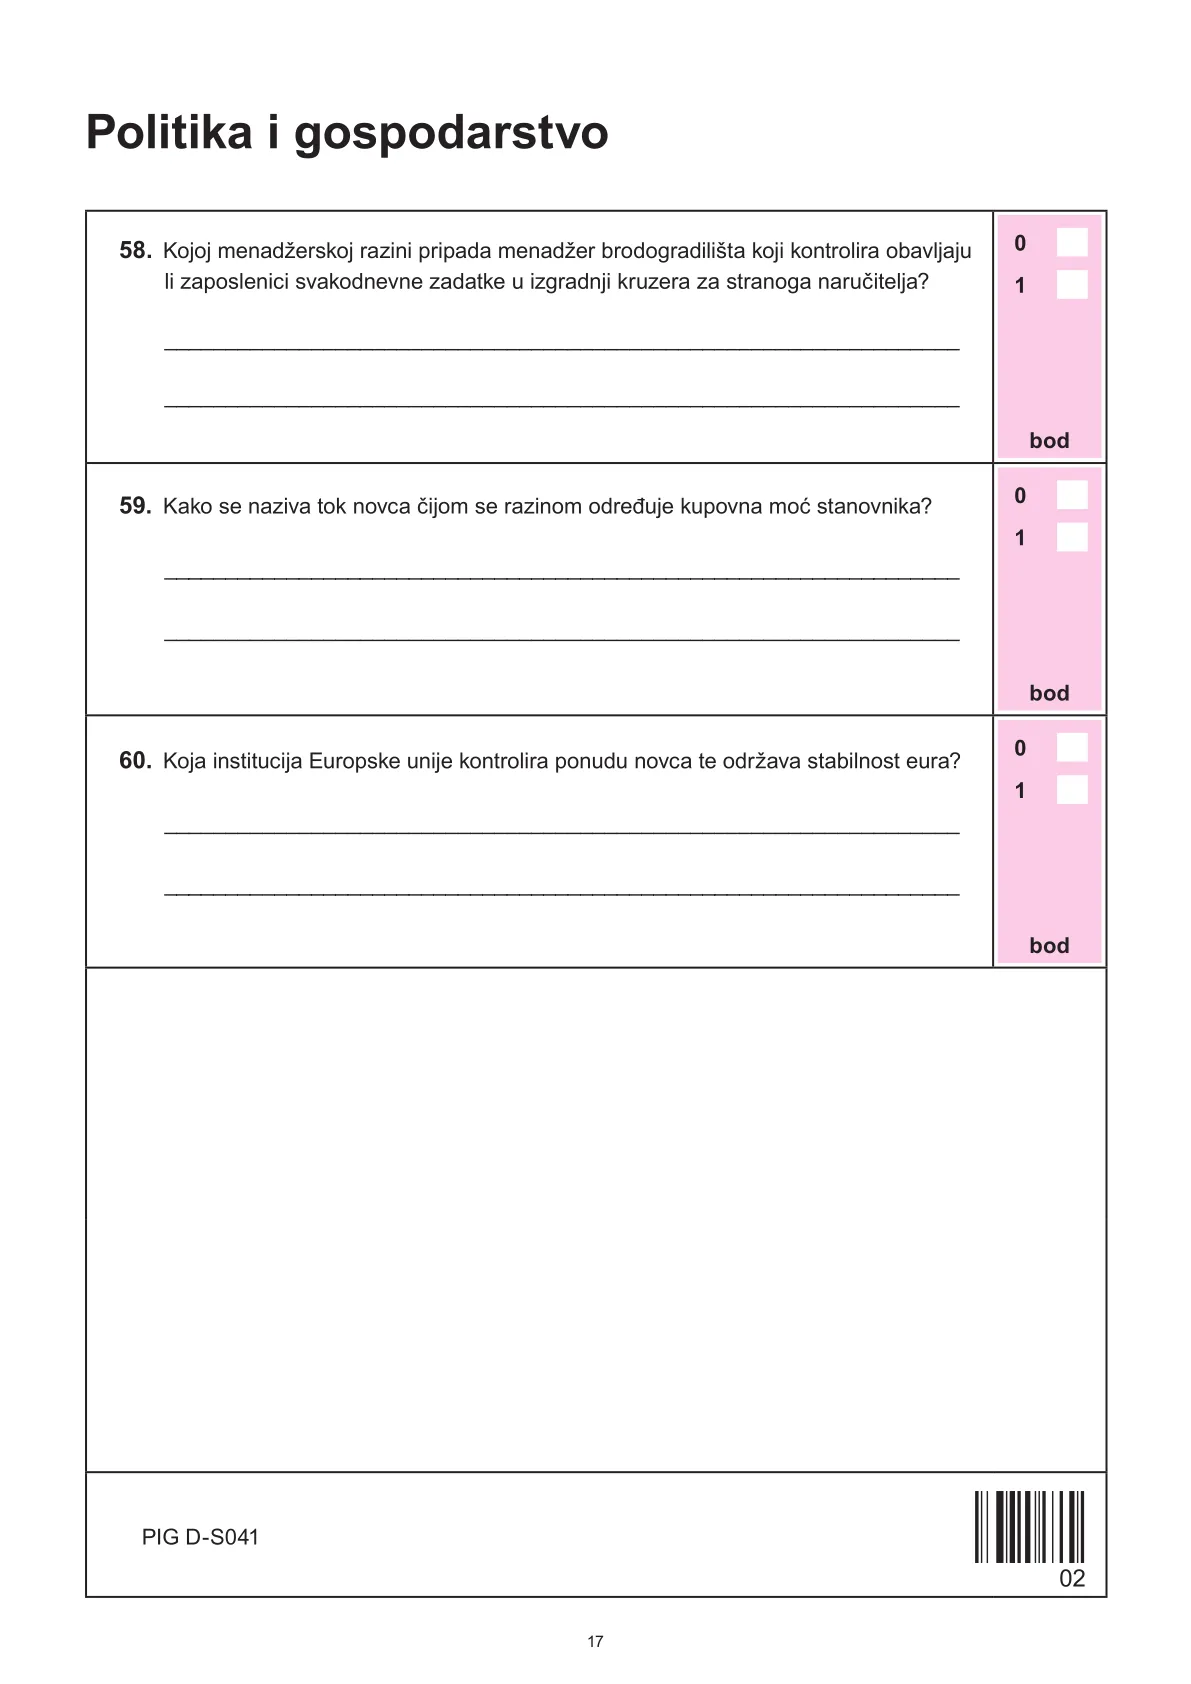 Politika i gospodarstvo
58. Kojoj menadžerskoj razini pripada menadžer brodogradilišta koji kontrolira obavljaju
li zaposlenici svakodnevne zadatke u izgradnji kruzera za stranoga naručitelja?
0
1
bod
59. Kako se naziva tok novca čijom se razinom određuje kupovna moć stanovnika?
0
1
bod
60. Koja institucija Europske unije kontrolira ponudu novca te održava stabilnost eura?
0
1
bod
PIG D-S041
02
17